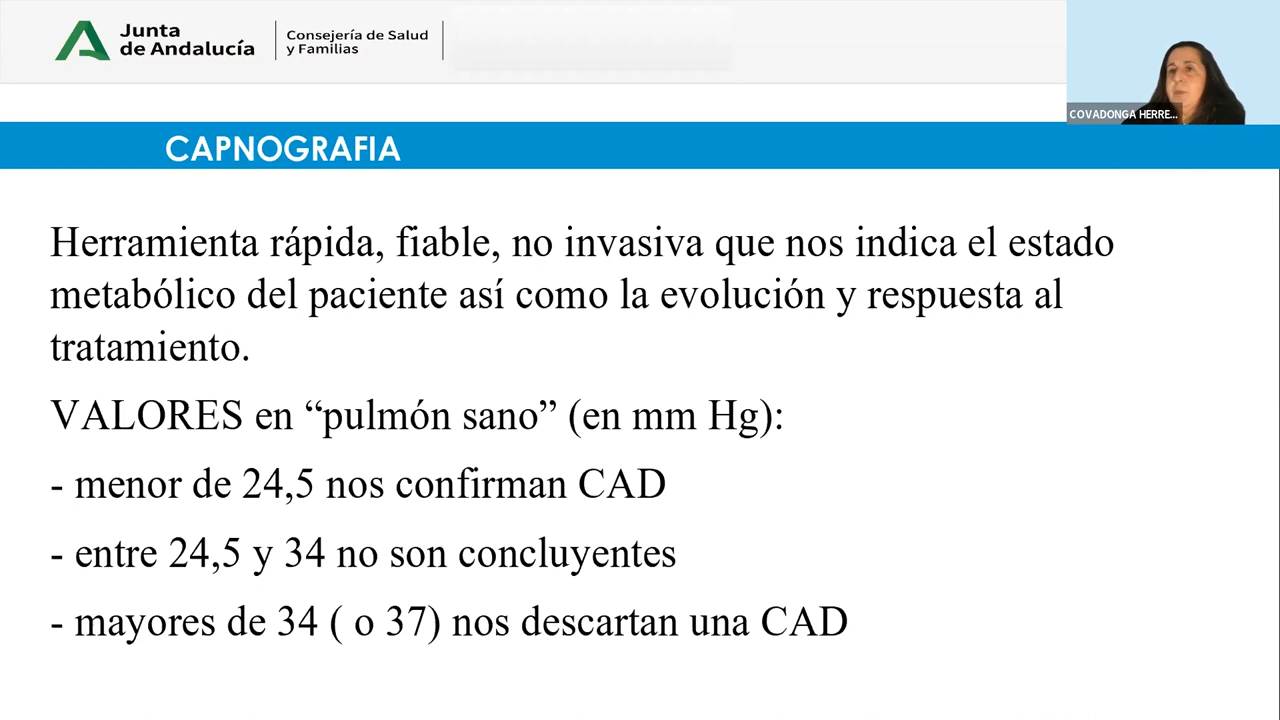 Junta
de Andalucía
Consejería de Salud
y Familias
COVADONGA HERRE...
CAPNOGRAFIA
Herramienta rápida, fiable, no invasiva que nos indica el estado
metabólico del paciente así como la evolución y respuesta al
tratamiento.
VALORES en “pulmón sano” (en mm Hg):
- menor de 24,5 nos confirman CAD
- entre 24,5 y 34 no son concluyentes
- mayores de 34 ( o 37) nos descartan una CAD